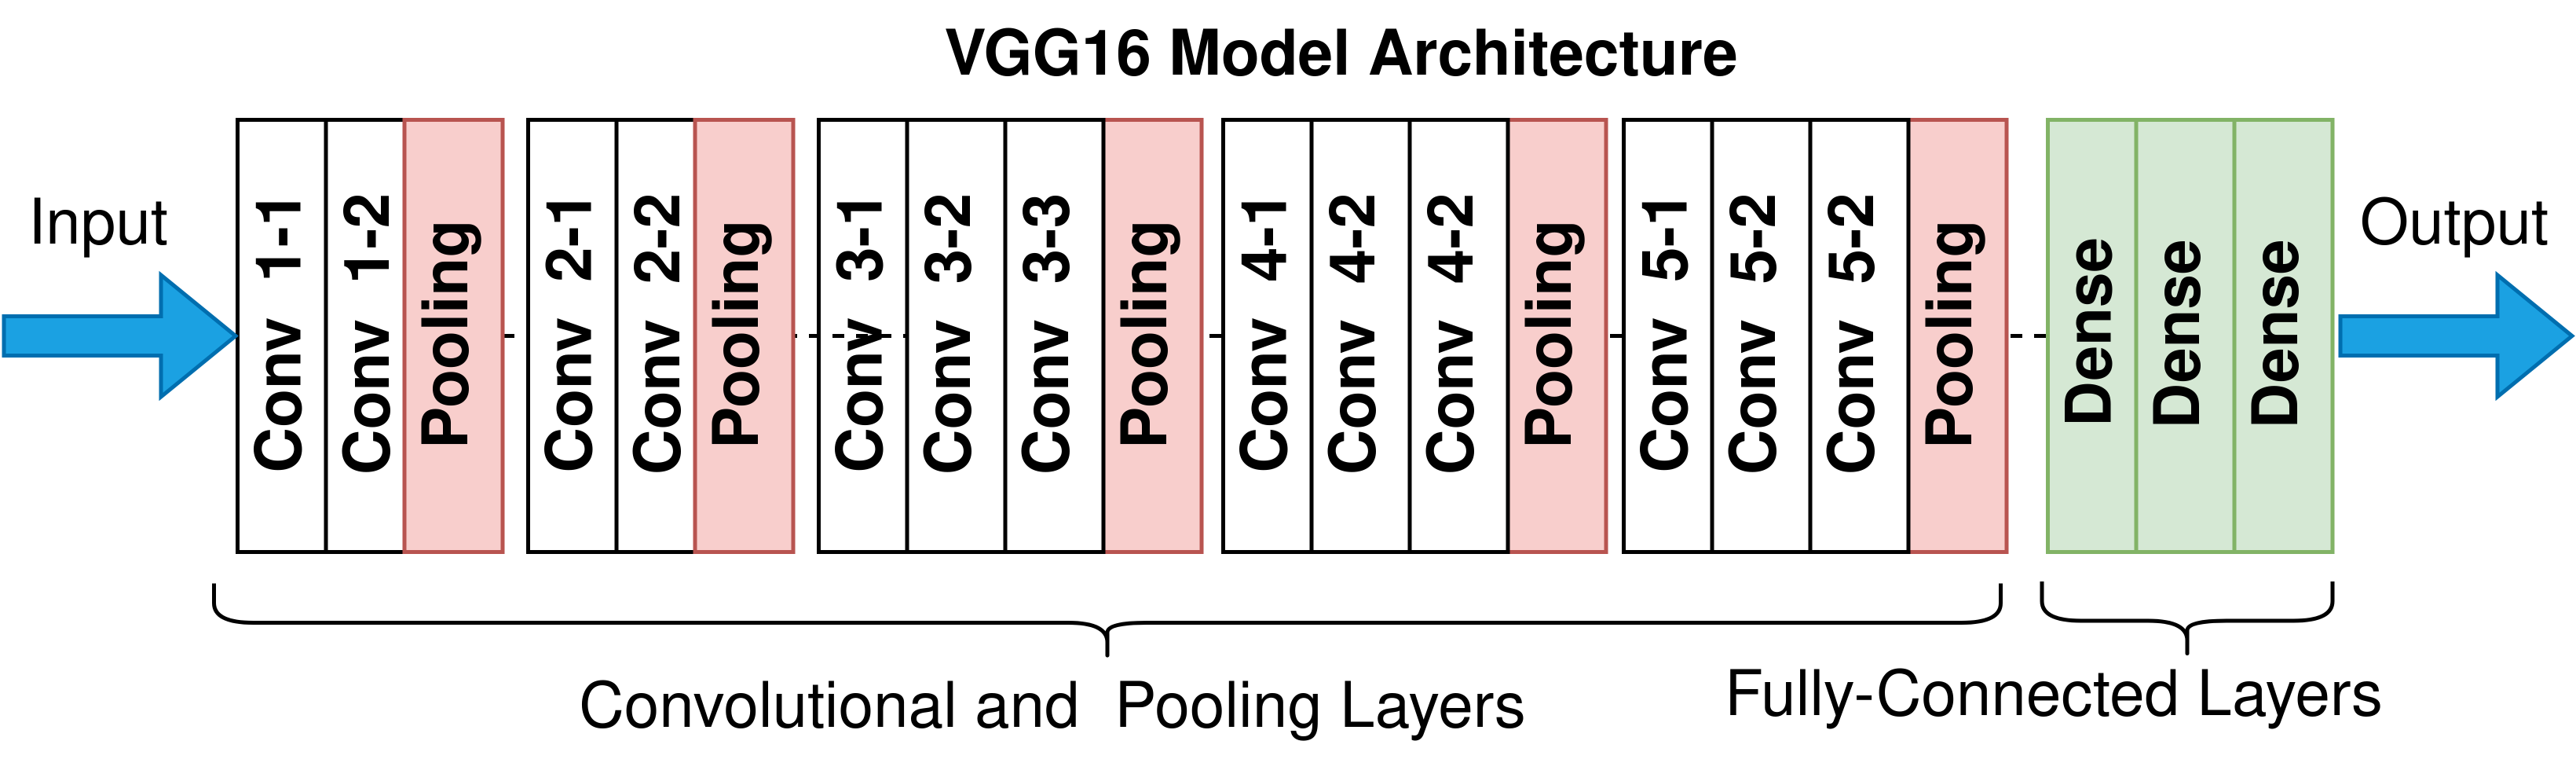 VGG16 Model Architecture
Input
Conv 1-1
Conv 1-2
Pooling
Conv 2-1
Conv 2-2
Pooling
Conv 3-1
Conv 3-2
Conv 3-3
Pooling
Conv 4-1
Conv 4-2
Conv 4-2
Pooling
Conv 5-1
Conv 5-2
Conv 5-2
Pooling
Dense
Dense
Dense
Output
Convolutional and Pooling Layers
Fully-Connected Layers